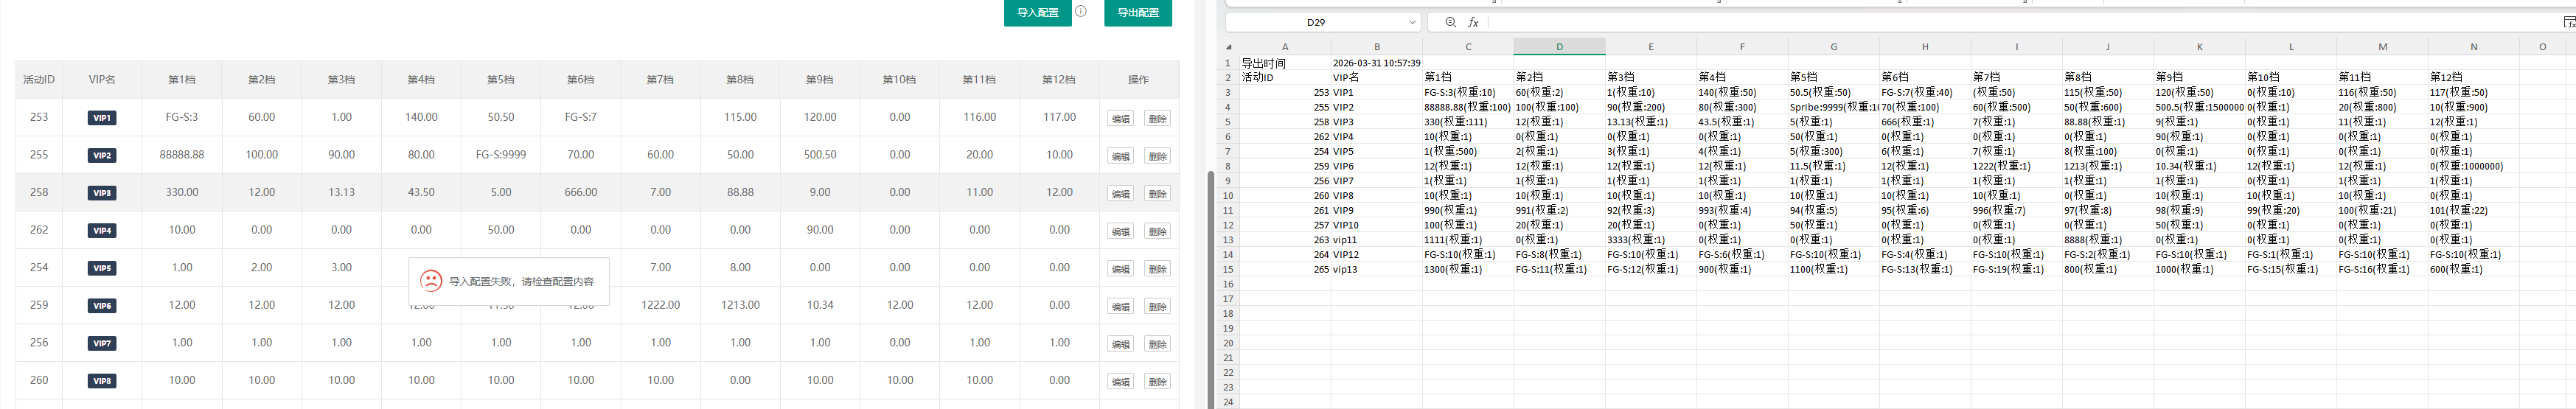 导入配置 导出配置
活动ID VIP名 第1档 第2档 第3档 第4档 第5档 第6档 第7档 第8档 第9档 第10档 第11档 第12档 操作
253 VIP1 FG-S:3 60.00 1.00 140.00 50.50 FG-S:7 115.00 120.00 0.00 116.00 117.00 编辑 删除
255 VIP2 88888.88 100.00 90.00 80.00 FG-S:9999 70.00 60.00 50.00 500.50 0.00 20.00 10.00 编辑 删除
258 VIP3 330.00 12.00 13.13 43.50 5.00 666.00 7.00 88.88 9.00 0.00 11.00 12.00 编辑 删除
262 VIP4 10.00 0.00 0.00 0.00 50.00 0.00 0.00 0.00 90.00 0.00 0.00 0.00 编辑 删除
254 VIP5 1.00 2.00 3.00 7.00 8.00 0.00 0.00 0.00 0.00 编辑 删除
导入配置失败，请检查配置内容
259 VIP6 12.00 12.00 12.00 12.00 11.50 12.00 1222.00 1213.00 10.34 12.00 12.00 0.00 编辑 删除
256 VIP7 1.00 1.00 1.00 1.00 1.00 1.00 1.00 1.00 1.00 0.00 1.00 1.00 编辑 删除
260 VIP8 10.00 10.00 10.00 10.00 10.00 10.00 10.00 0.00 10.00 10.00 10.00 0.00 编辑 删除
D29 fx
A B C D E F G H I J K L M N O
1 导出时间 2026-03-31 10:57:39
2 活动ID VIP名 第1档 第2档 第3档 第4档 第5档 第6档 第7档 第8档 第9档 第10档 第11档 第12档
3 253 VIP1 FG-S:3(权重:10) 60(权重:2) 1(权重:10) 140(权重:50) 50.5(权重:50) FG-S:7(权重:40) (权重:50) 115(权重:50) 120(权重:50) 0(权重:10) 116(权重:50) 117(权重:50)
4 255 VIP2 88888.88(权重:100) 100(权重:100) 90(权重:200) 80(权重:300) Spribe:9999(权重:1 70(权重:100) 60(权重:500) 50(权重:600) 500.5(权重:1500000 0(权重:1) 20(权重:800) 10(权重:900)
5 258 VIP3 330(权重:111) 12(权重:1) 13.13(权重:1) 43.5(权重:1) 5(权重:1) 666(权重:1) 7(权重:1) 88.88(权重:1) 9(权重:1) 0(权重:1) 11(权重:1) 12(权重:1)
6 262 VIP4 10(权重:1) 0(权重:1) 0(权重:1) 0(权重:1) 50(权重:1) 0(权重:1) 0(权重:1) 0(权重:1) 90(权重:1) 0(权重:1) 0(权重:1) 0(权重:1)
7 254 VIP5 1(权重:500) 2(权重:1) 3(权重:1) 4(权重:1) 5(权重:300) 6(权重:1) 7(权重:1) 8(权重:100) 0(权重:1) 0(权重:1) 0(权重:1) 0(权重:1)
8 259 VIP6 12(权重:1) 12(权重:1) 12(权重:1) 12(权重:1) 11.5(权重:1) 12(权重:1) 1222(权重:1) 1213(权重:1) 10.34(权重:1) 12(权重:1) 12(权重:1) 0(权重:1000000)
9 256 VIP7 1(权重:1) 1(权重:1) 1(权重:1) 1(权重:1) 1(权重:1) 1(权重:1) 1(权重:1) 1(权重:1) 1(权重:1) 0(权重:1) 1(权重:1) 1(权重:1)
10 260 VIP8 10(权重:1) 10(权重:1) 10(权重:1) 10(权重:1) 10(权重:1) 10(权重:1) 10(权重:1) 0(权重:1) 10(权重:1) 10(权重:1) 10(权重:1) 0(权重:1)
11 261 VIP9 990(权重:1) 991(权重:2) 92(权重:3) 993(权重:4) 94(权重:5) 95(权重:6) 996(权重:7) 97(权重:8) 98(权重:9) 99(权重:20) 100(权重:21) 101(权重:22)
12 257 VIP10 100(权重:1) 20(权重:1) 20(权重:1) 0(权重:1) 50(权重:1) 0(权重:1) 0(权重:1) 0(权重:1) 50(权重:1) 0(权重:1) 0(权重:1) 0(权重:1)
13 263 vip11 1111(权重:1) 0(权重:1) 3333(权重:1) 0(权重:1) 0(权重:1) 0(权重:1) 0(权重:1) 8888(权重:1) 0(权重:1) 0(权重:1) 0(权重:1) 0(权重:1)
14 264 VIP12 FG-S:10(权重:1) FG-S:8(权重:1) FG-S:10(权重:1) FG-S:6(权重:1) FG-S:10(权重:1) FG-S:4(权重:1) FG-S:10(权重:1) FG-S:2(权重:1) FG-S:10(权重:1) FG-S:1(权重:1) FG-S:10(权重:1) FG-S:10(权重:1)
15 265 vip13 1300(权重:1) FG-S:11(权重:1) FG-S:12(权重:1) 900(权重:1) 1100(权重:1) FG-S:13(权重:1) FG-S:19(权重:1) 800(权重:1) 1000(权重:1) FG-S:15(权重:1) FG-S:16(权重:1) 600(权重:1)
16
17
18
19
20
21
22
23
24